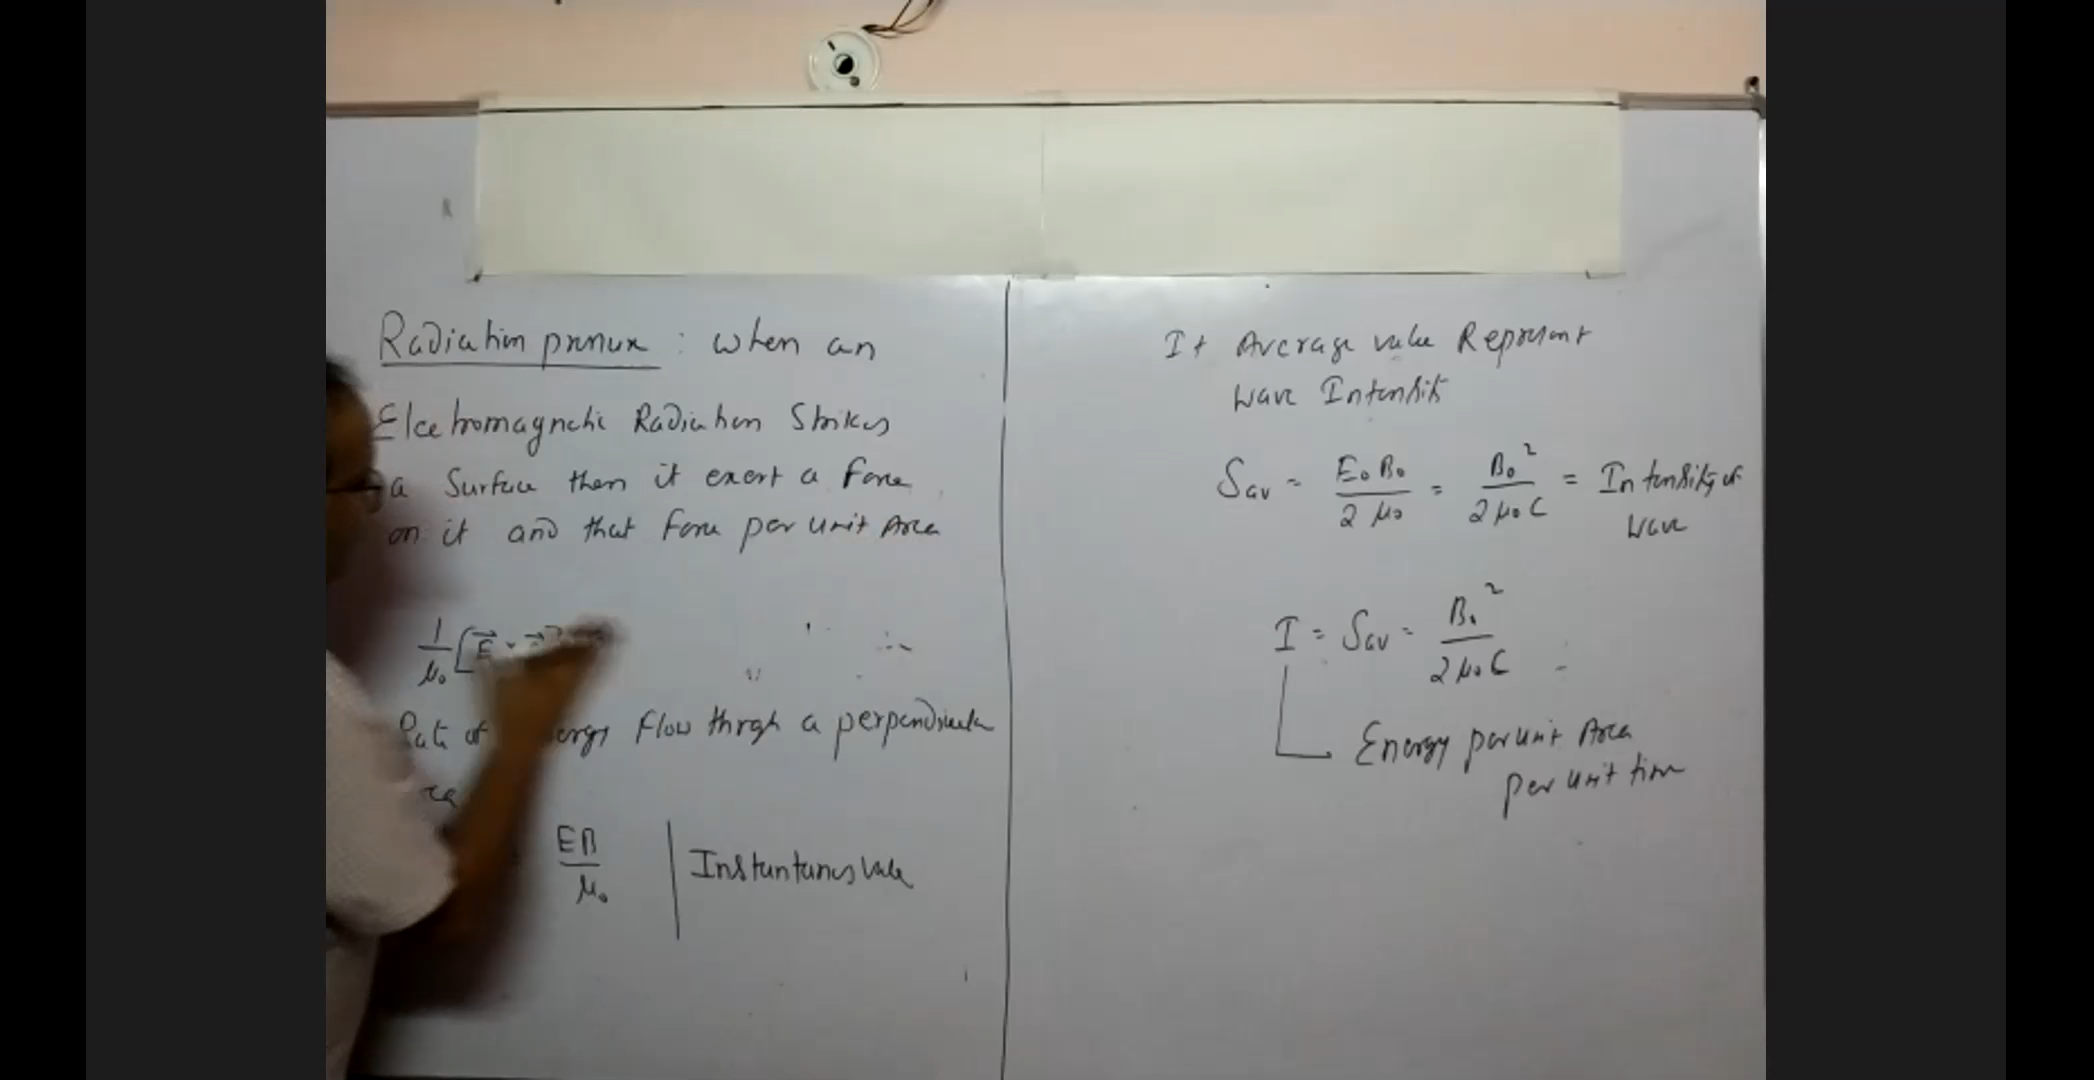 Radiation pressure : when an
Electromagnetic Radiation Strikes
a Surface then it exert a force
on it and that force per unit Area
1/μ₀ [E⃗ ×
Rate of flow through a perpendicular
EB/μ₀ | Instantaneous Value
It Average value Represent
wave Intensity
Sav = E₀B₀/2μ₀ = B₀²/2μ₀C = Intensity of
wave
I = Sav = B₀²/2μ₀C
Energy per unit Area
per unit time